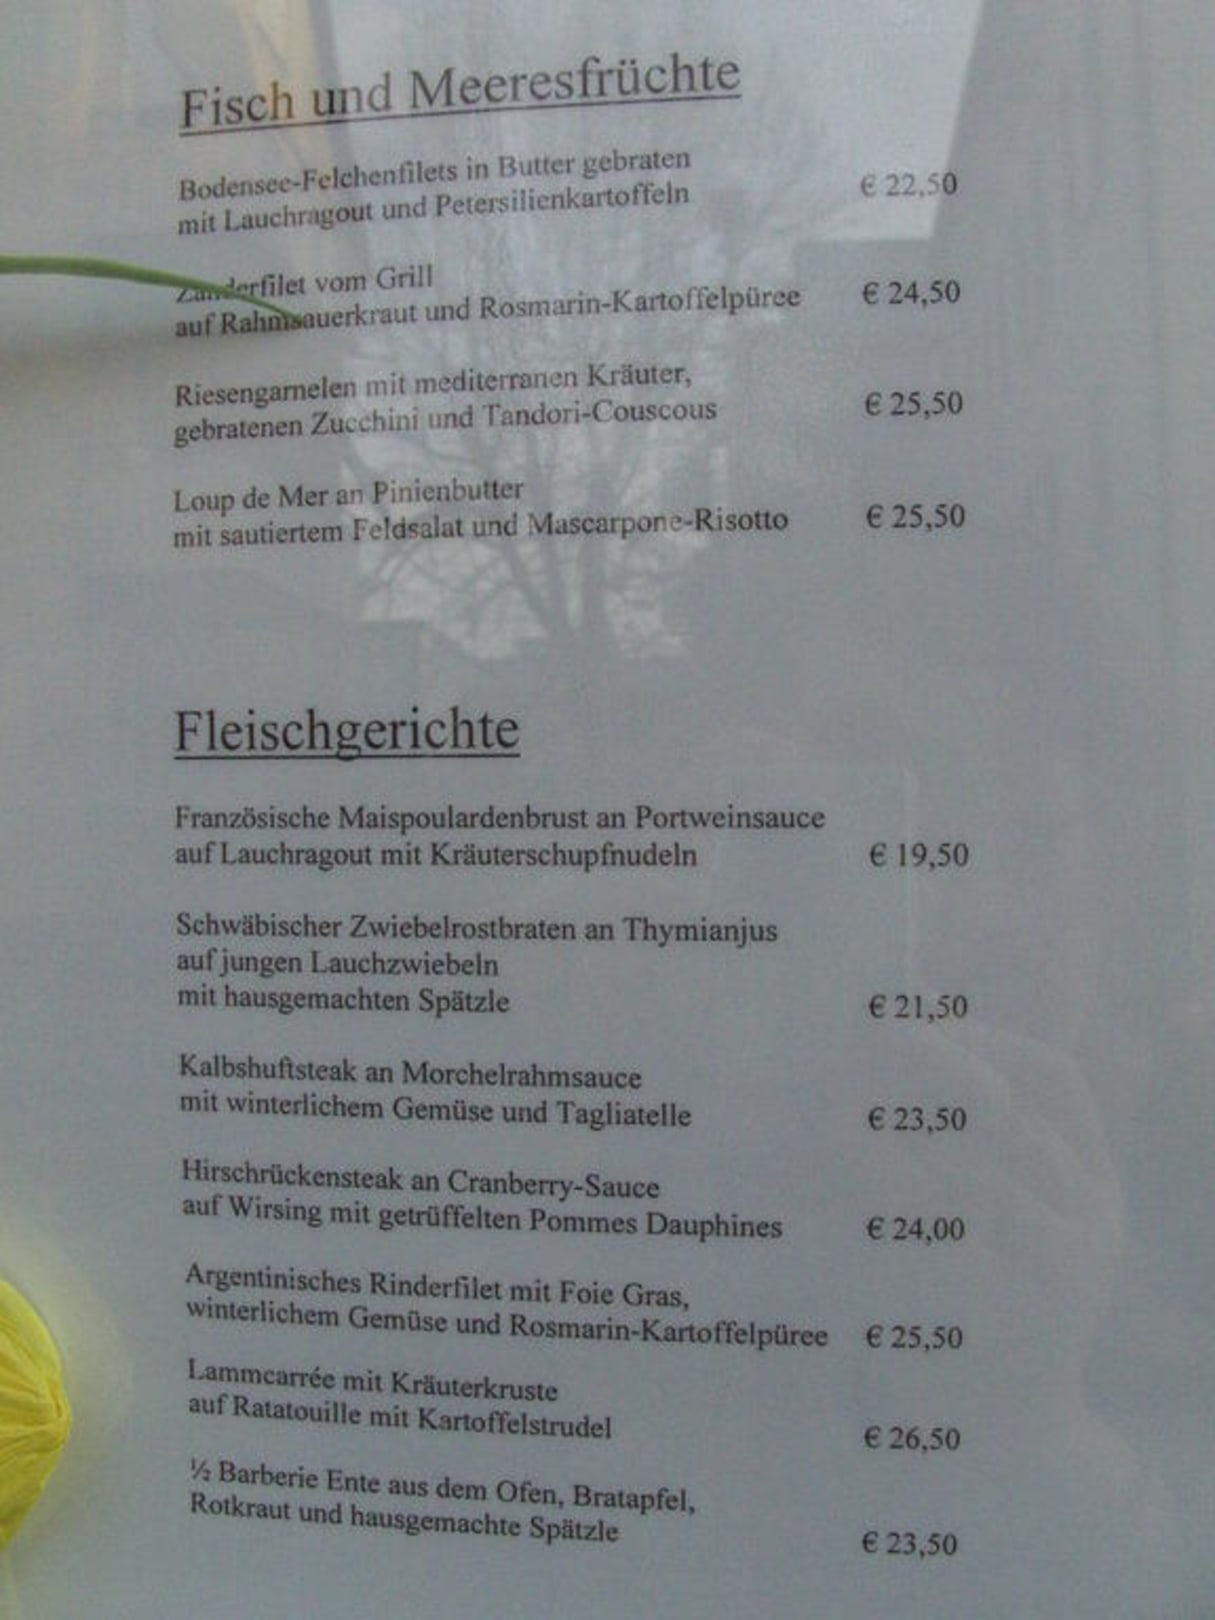 Fisch und Meeresfrüchte
Bodensee-Felchenfilets in Butter gebraten
mit Lauchragout und Petersilienkartoffeln
€ 22,50
Zanderfilet vom Grill
auf Rahmsauerkraut und Rosmarin-Kartoffelpüree
€ 24,50
Riesengarnelen mit mediterranen Kräuter,
gebratenen Zucchini und Tandori-Couscous
€ 25,50
Loup de Mer an Pinienbutter
mit sautiertem Feldsalat und Mascarpone-Risotto
€ 25,50
Fleischgerichte
Französische Maispoulardenbrust an Portweinsauce
auf Lauchragout mit Kräuterschupfnudeln
€ 19,50
Schwäbischer Zwiebelrostbraten an Thymianjus
auf jungen Lauchzwiebeln
mit hausgemachten Spätzle
€ 21,50
Kalbshuftsteak an Morchelrahmsauce
mit winterlichem Gemüse und Tagliatelle
€ 23,50
Hirschrückensteak an Cranberry-Sauce
auf Wirsing mit getrüffelten Pommes Dauphines
€ 24,00
Argentinisches Rinderfilet mit Foie Gras,
winterlichem Gemüse und Rosmarin-Kartoffelpüree
€ 25,50
Lammcarrée mit Kräuterkruste
auf Ratatouille mit Kartoffelstrudel
€ 26,50
½ Barberie Ente aus dem Ofen, Bratapfel,
Rotkraut und hausgemachte Spätzle
€ 23,50